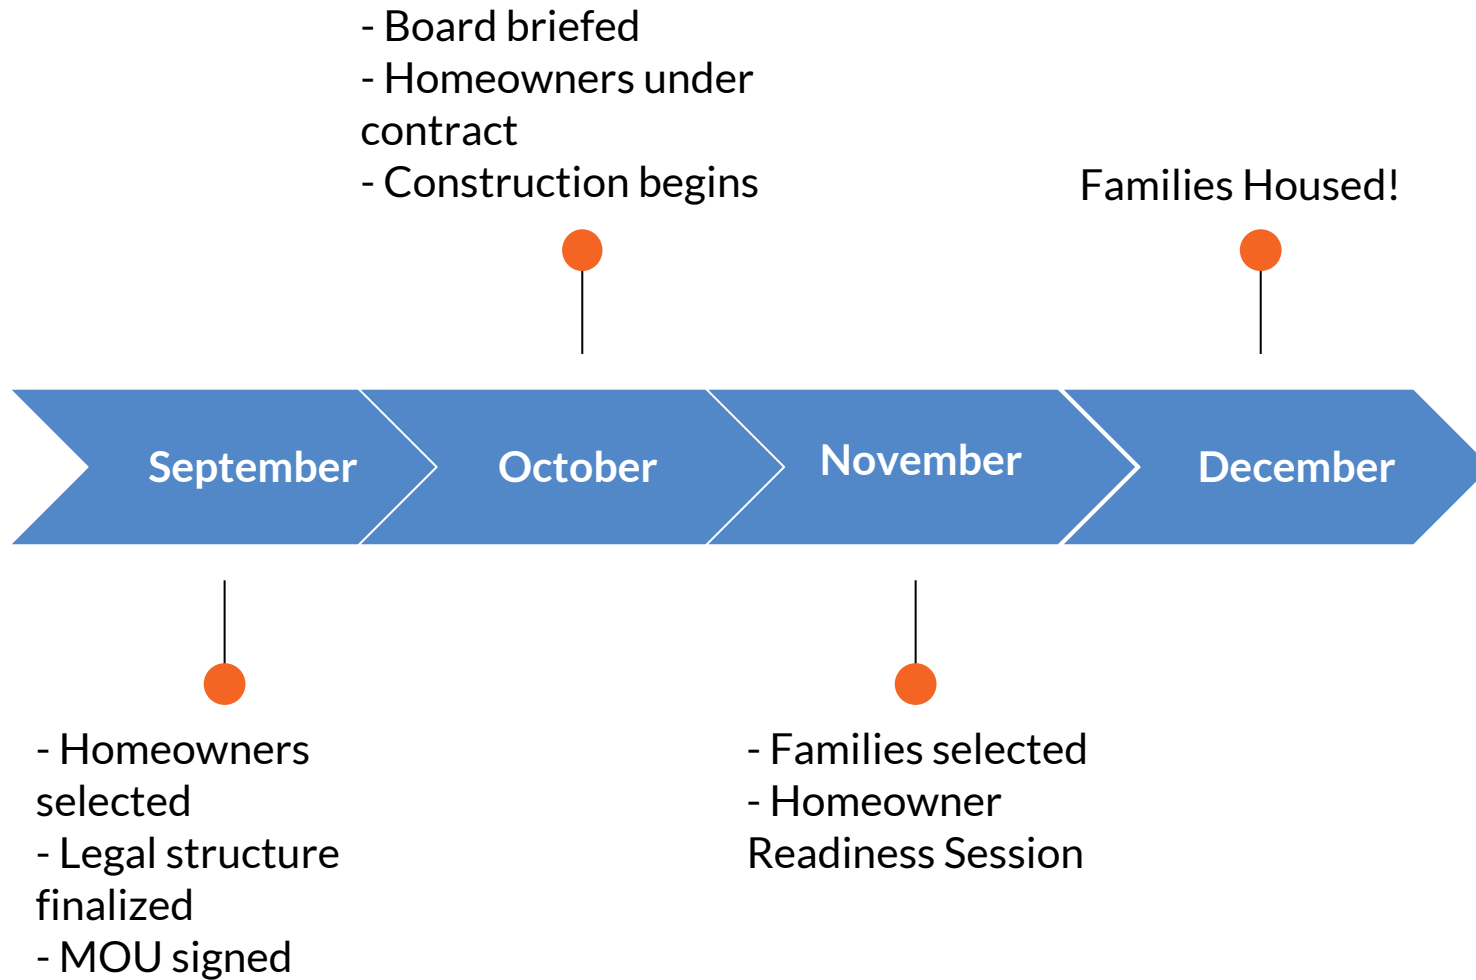 - Board briefed
- Homeowners under
contract
- Construction begins
Families Housed!
September
October
November
December
- Homeowners
selected
- Legal structure
finalized
- MOU signed
- Families selected
- Homeowner
Readiness Session